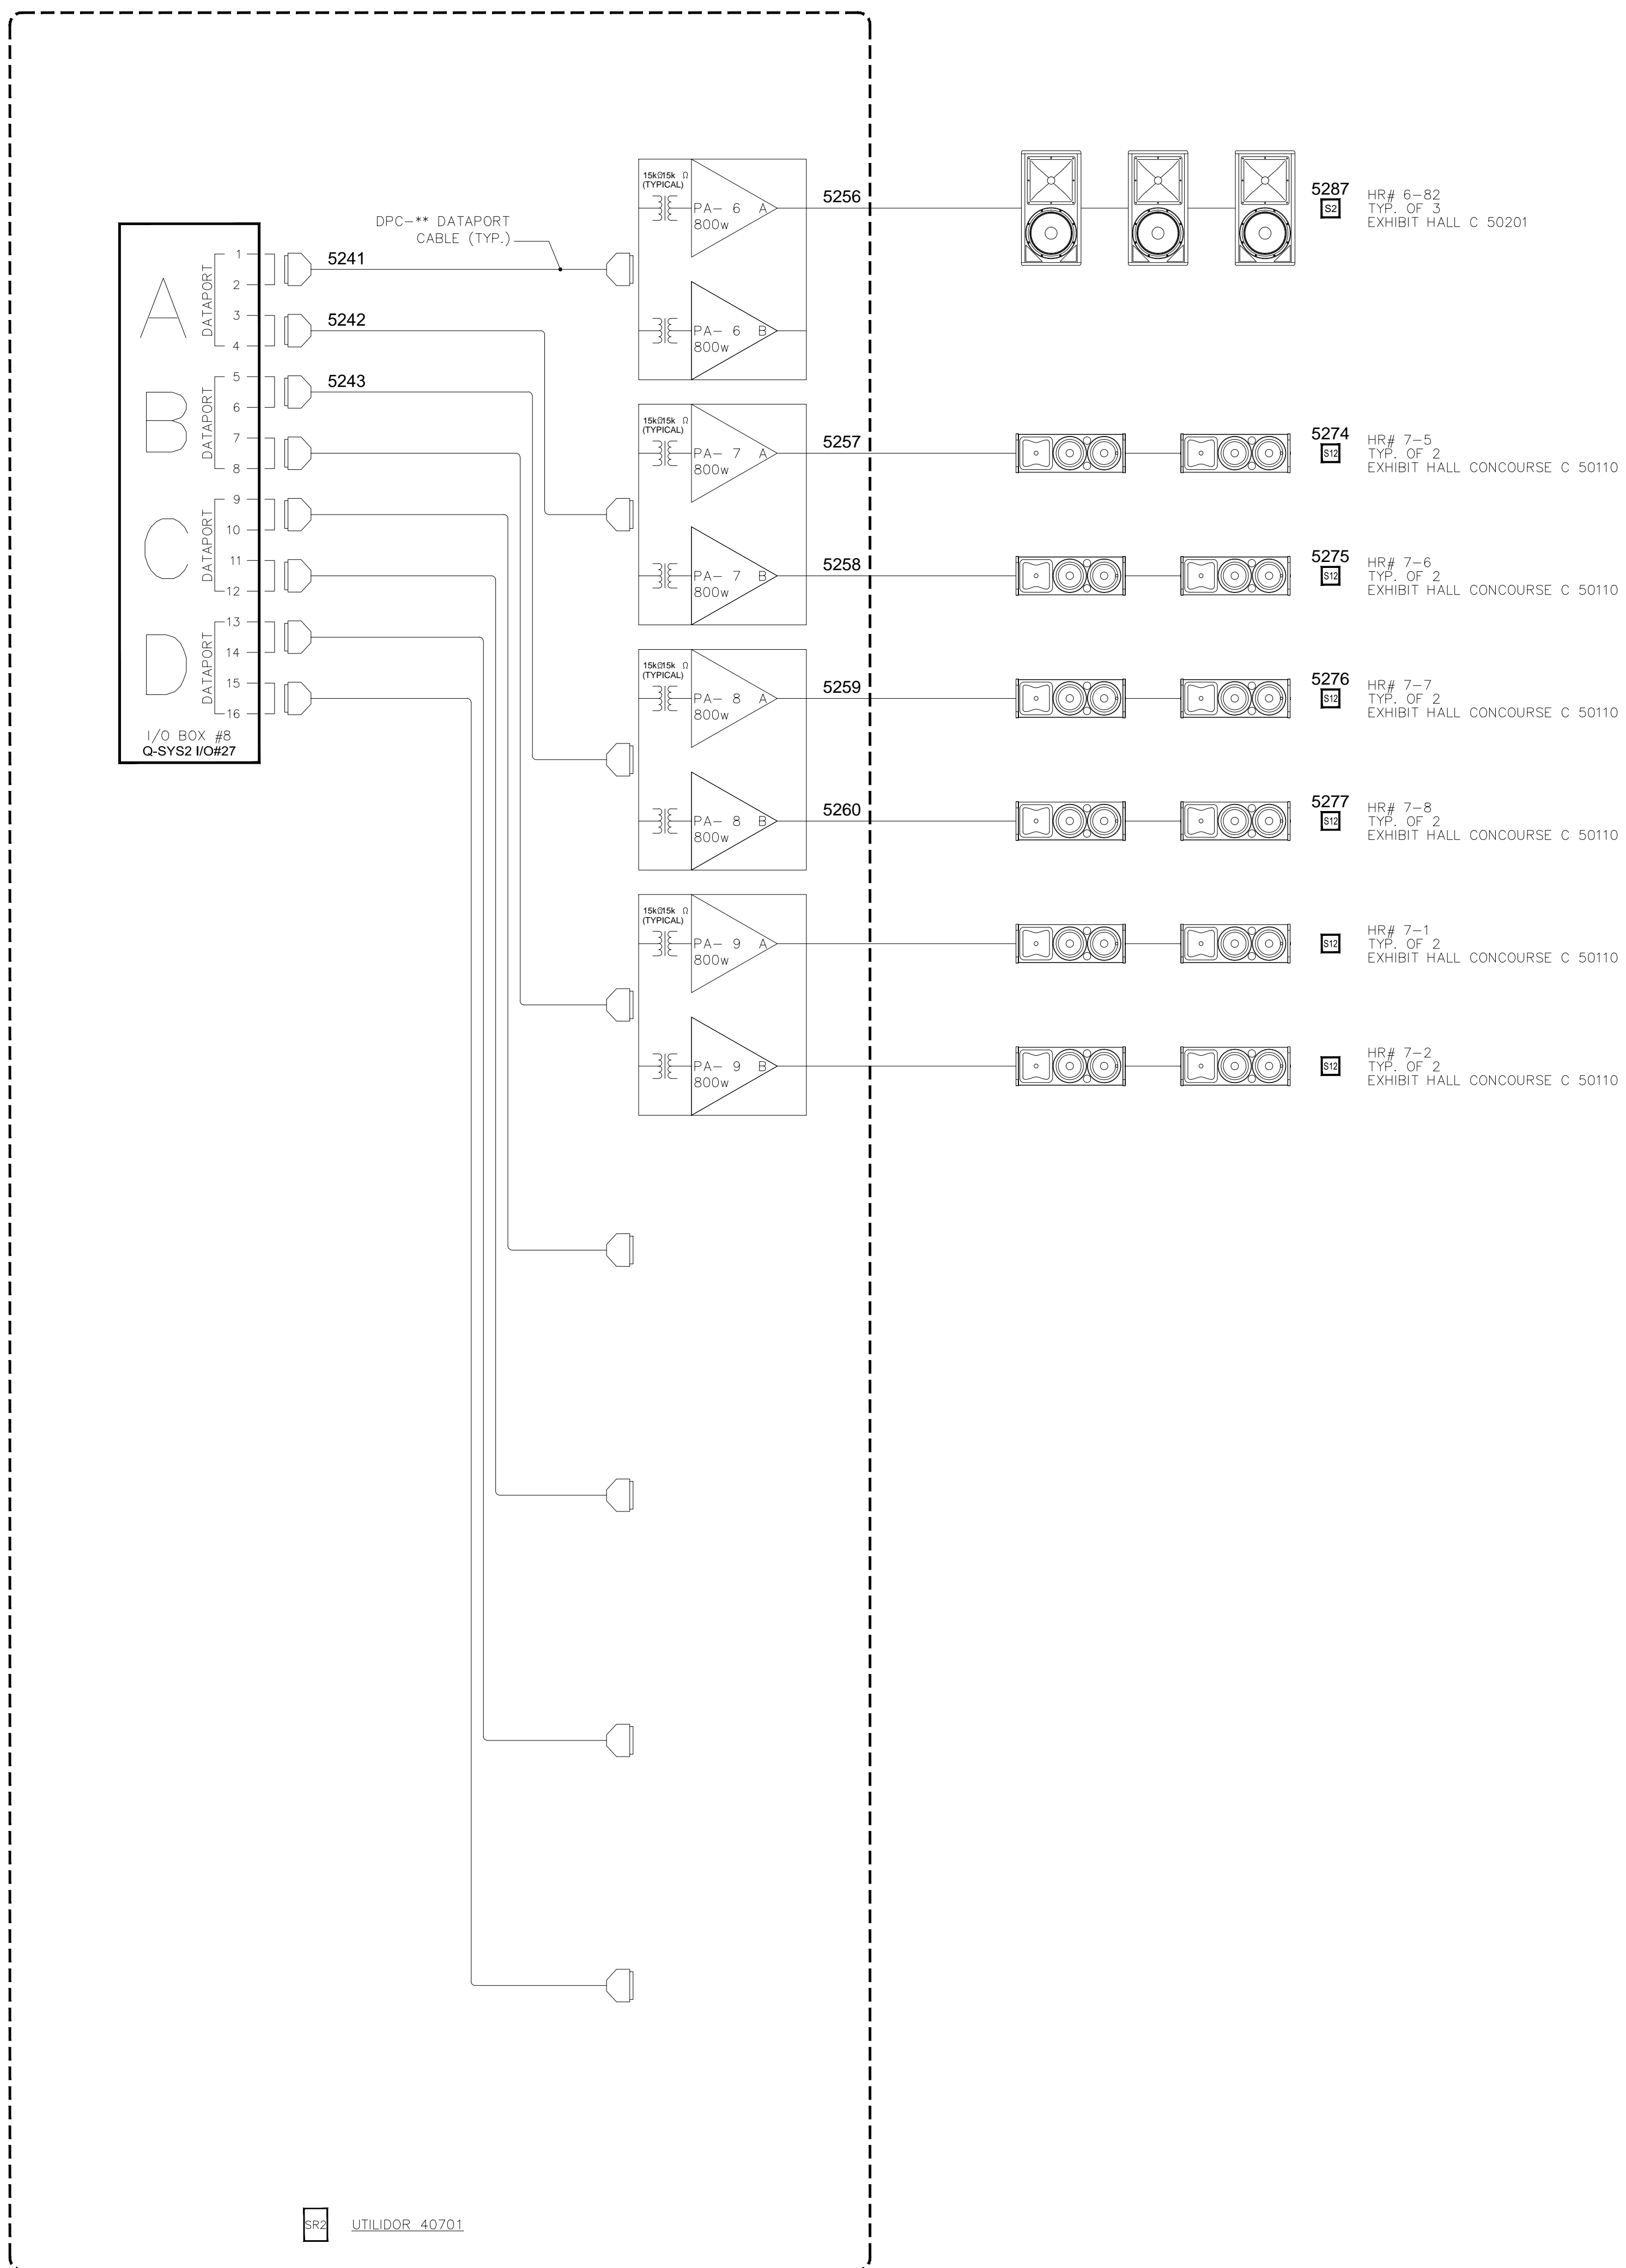 DPC-** DATAPORT
CABLE (TYP.)
A
B
C
D
DATAPORT
DATAPORT
DATAPORT
DATAPORT
1
2
3
4
5
6
7
8
9
10
11
12
13
14
15
16
I/O BOX #8
Q-SYS2 I/O#27
5241
5242
5243
15kΩ15k Ω
(TYPICAL)
PA- 6 A
800w
5256
5287
S2
HR# 6-82
TYP. OF 3
EXHIBIT HALL C 50201
PA- 6 B
800w
15kΩ15k Ω
(TYPICAL)
PA- 7 A
800w
5257
5274
S12
HR# 7-5
TYP. OF 2
EXHIBIT HALL CONCOURSE C 50110
PA- 7 B
800w
5258
5275
S12
HR# 7-6
TYP. OF 2
EXHIBIT HALL CONCOURSE C 50110
15kΩ15k Ω
(TYPICAL)
PA- 8 A
800w
5259
5276
S12
HR# 7-7
TYP. OF 2
EXHIBIT HALL CONCOURSE C 50110
PA- 8 B
800w
5260
5277
S12
HR# 7-8
TYP. OF 2
EXHIBIT HALL CONCOURSE C 50110
15kΩ15k Ω
(TYPICAL)
PA- 9 A
800w
S12
HR# 7-1
TYP. OF 2
EXHIBIT HALL CONCOURSE C 50110
PA- 9 B
800w
S12
HR# 7-2
TYP. OF 2
EXHIBIT HALL CONCOURSE C 50110
SR2
UTILIDOR 40701